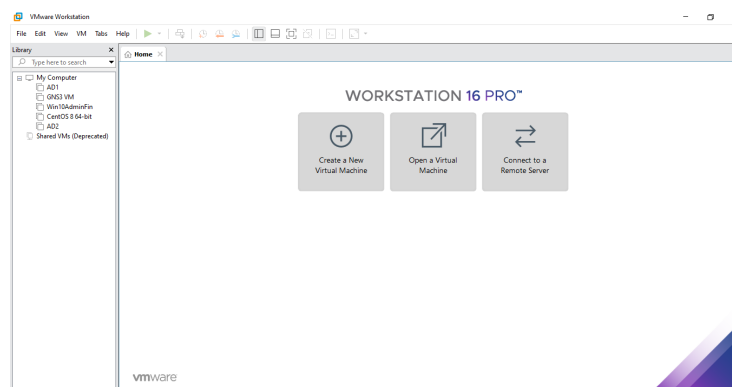 VMware Workstation
File Edit View VM Tabs Help
Library
Home
Type here to search
My Computer
AD1
GNS3 VM
Win10AdminFin
CentOS 8 64-bit
AD2
Shared VMs (Deprecated)
WORKSTATION 16 PRO™
Create a New
Virtual Machine
Open a Virtual
Machine
Connect to a
Remote Server
vmware